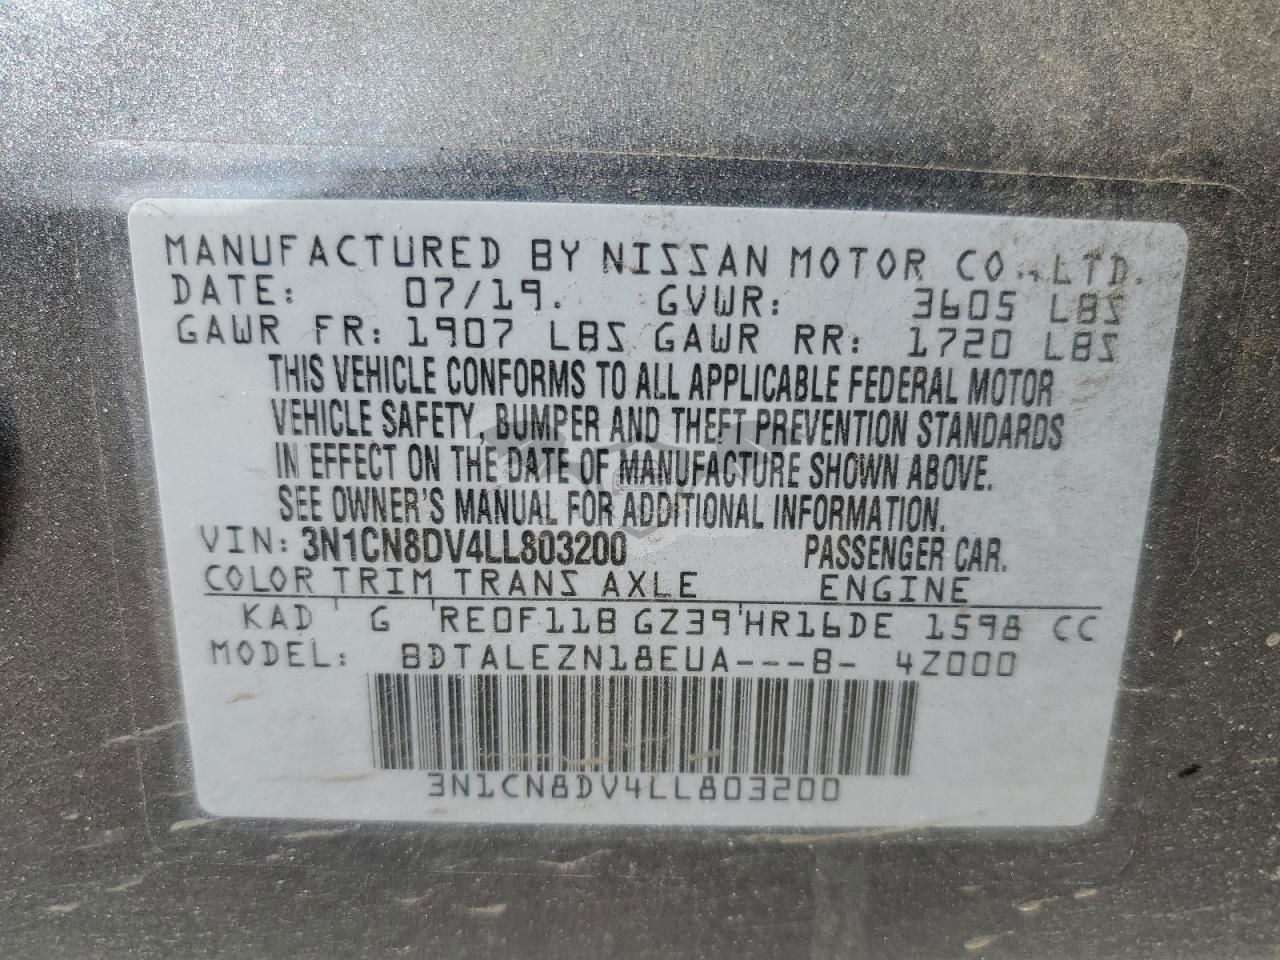 MANUFACTURED BY NISSAN MOTOR CO., LTD.
DATE: 07/19. GVWR: 3605 LBS
GAWR FR: 1907 LBS GAWR RR: 1720 LBS
THIS VEHICLE CONFORMS TO ALL APPLICABLE FEDERAL MOTOR
VEHICLE SAFETY, BUMPER AND THEFT PREVENTION STANDARDS
IN EFFECT ON THE DATE OF MANUFACTURE SHOWN ABOVE.
SEE OWNER'S MANUAL FOR ADDITIONAL INFORMATION.
VIN: 3N1CN8DV4LL803200 PASSENGER CAR.
COLOR TRIM TRANS AXLE ENGINE
KAD ' G 'RE0F11B GZ39'HR16DE 1598 CC
MODEL: BDTALEZN18EUA---B- 4Z000
3N1CN8DV4LL803200